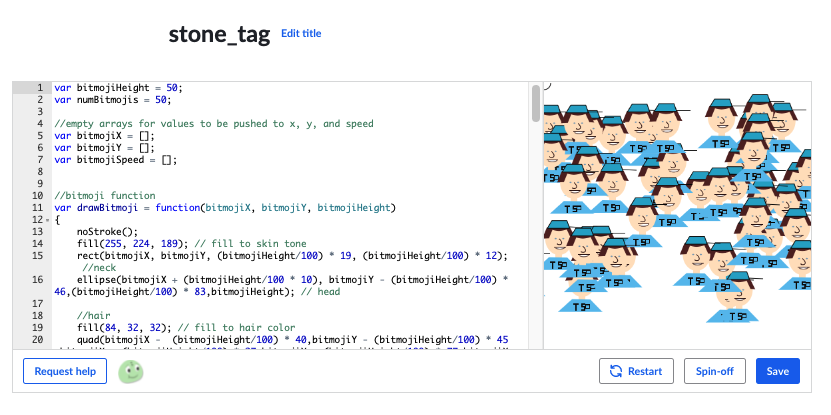 stone_tag Edit title
1 var bitmojiHeight = 50;
2 var numBitmojis = 50;
3
4 //empty arrays for values to be pushed to x, y, and speed
5 var bitmojiX = [];
6 var bitmojiY = [];
7 var bitmojiSpeed = [];
8
9
10 //bitmoji function
11 var drawBitmoji = function(bitmojiX, bitmojiY, bitmojiHeight)
12 {
13 noStroke();
14 fill(255, 224, 189); // fill to skin tone
15 rect(bitmojiX, bitmojiY, (bitmojiHeight/100) * 19, (bitmojiHeight/100) * 12);
//neck
16 ellipse(bitmojiX + (bitmojiHeight/100) * 10, bitmojiY - (bitmojiHeight/100) *
46,(bitmojiHeight/100) * 83,bitmojiHeight); // head
17
18 //hair
19 fill(84, 32, 32); // fill to hair color
20 quad(bitmojiX - (bitmojiHeight/100) * 40,bitmojiY - (bitmojiHeight/100) * 45
Request help
Restart
Spin-off
Save